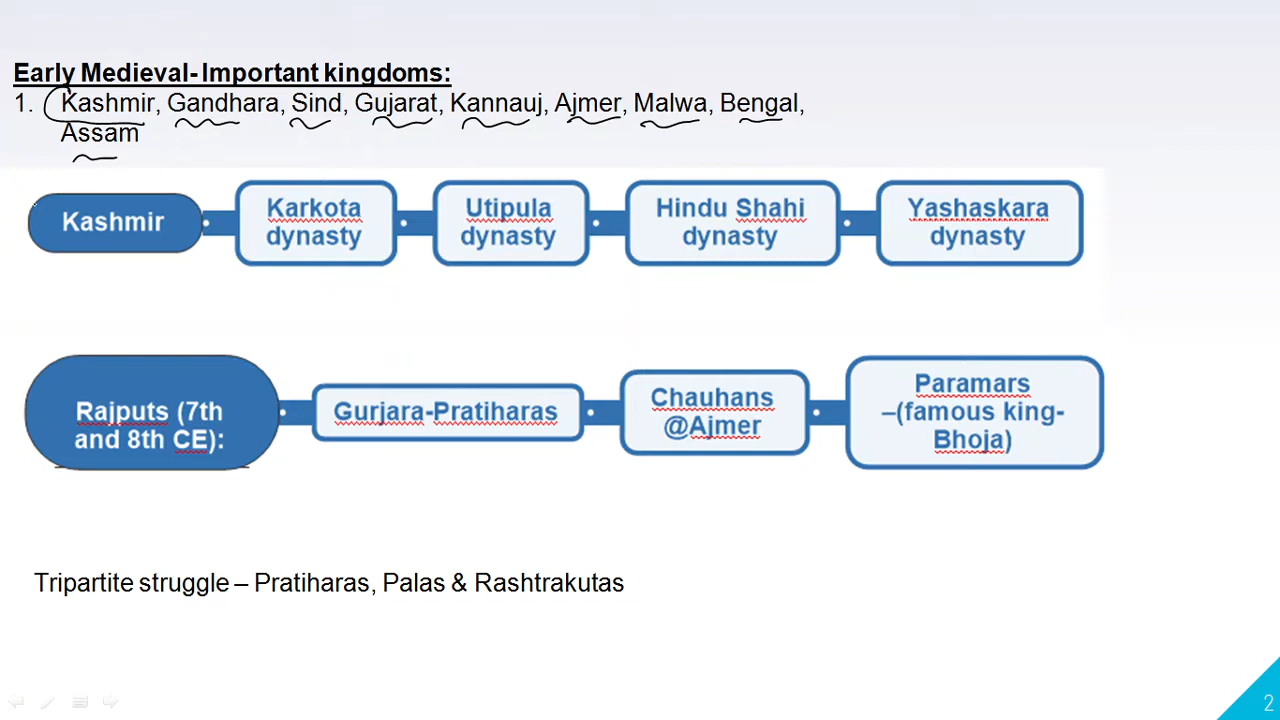 Early Medieval- Important kingdoms:
1. Kashmir, Gandhara, Sind, Gujarat, Kannauj, Ajmer, Malwa, Bengal,
Assam
Kashmir
Karkota
dynasty
Utipula
dynasty
Hindu Shahi
dynasty
Yashaskara
dynasty
Rajputs (7th
and 8th CE):
Gurjara-Pratiharas
Chauhans
@Ajmer
Paramars
–(famous king-
Bhoja)
Tripartite struggle – Pratiharas, Palas & Rashtrakutas
2